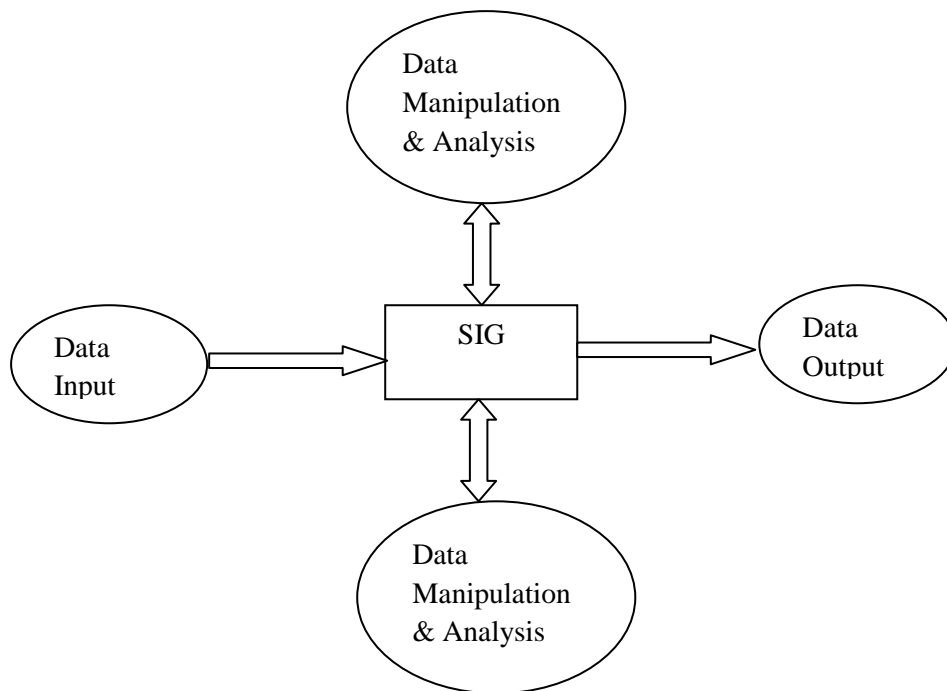 Data
Manipulation
& Analysis
SIG
Data
Input
Data
Output
Data
Manipulation
& Analysis